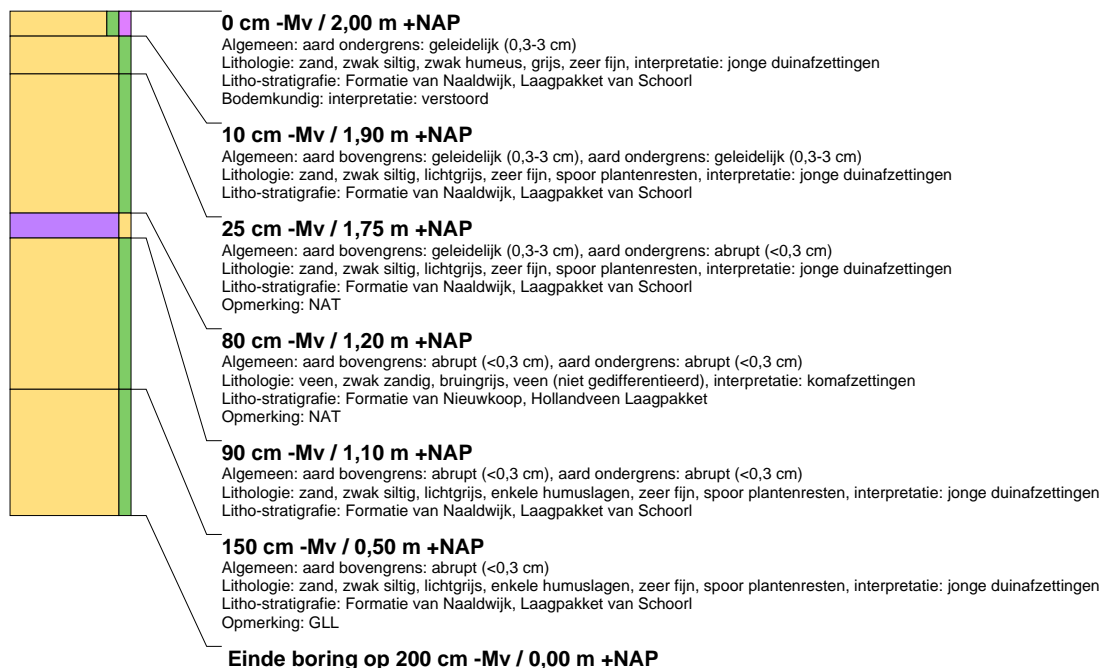 0 cm -Mv / 2,00 m +NAP
Algemeen: aard ondergrens: geleidelijk (0,3-3 cm)
Lithologie: zand, zwak siltig, zwak humeus, grijs, zeer fijn, interpretatie: jonge duinafzettingen
Litho-stratigrafie: Formatie van Naaldwijk, Laagpakket van Schoorl
Bodemkundig: interpretatie: verstoord
10 cm -Mv / 1,90 m +NAP
Algemeen: aard bovengrens: geleidelijk (0,3-3 cm), aard ondergrens: geleidelijk (0,3-3 cm)
Lithologie: zand, zwak siltig, lichtgrijs, zeer fijn, spoor plantenresten, interpretatie: jonge duinafzettingen
Litho-stratigrafie: Formatie van Naaldwijk, Laagpakket van Schoorl
25 cm -Mv / 1,75 m +NAP
Algemeen: aard bovengrens: geleidelijk (0,3-3 cm), aard ondergrens: abrupt (<0,3 cm)
Lithologie: zand, zwak siltig, lichtgrijs, zeer fijn, spoor plantenresten, interpretatie: jonge duinafzettingen
Litho-stratigrafie: Formatie van Naaldwijk, Laagpakket van Schoorl
Opmerking: NAT
80 cm -Mv / 1,20 m +NAP
Algemeen: aard bovengrens: abrupt (<0,3 cm), aard ondergrens: abrupt (<0,3 cm)
Lithologie: veen, zwak zandig, bruingrijs, veen (niet gedifferentieerd), interpretatie: komafzettingen
Litho-stratigrafie: Formatie van Nieuwkoop, Hollandveen Laagpakket
Opmerking: NAT
90 cm -Mv / 1,10 m +NAP
Algemeen: aard bovengrens: abrupt (<0,3 cm), aard ondergrens: abrupt (<0,3 cm)
Lithologie: zand, zwak siltig, lichtgrijs, enkele humuslagen, zeer fijn, spoor plantenresten, interpretatie: jonge duinafzettingen
Litho-stratigrafie: Formatie van Naaldwijk, Laagpakket van Schoorl
150 cm -Mv / 0,50 m +NAP
Algemeen: aard bovengrens: abrupt (<0,3 cm)
Lithologie: zand, zwak siltig, lichtgrijs, enkele humuslagen, zeer fijn, spoor plantenresten, interpretatie: jonge duinafzettingen
Litho-stratigrafie: Formatie van Naaldwijk, Laagpakket van Schoorl
Opmerking: GLL
Einde boring op 200 cm -Mv / 0,00 m +NAP